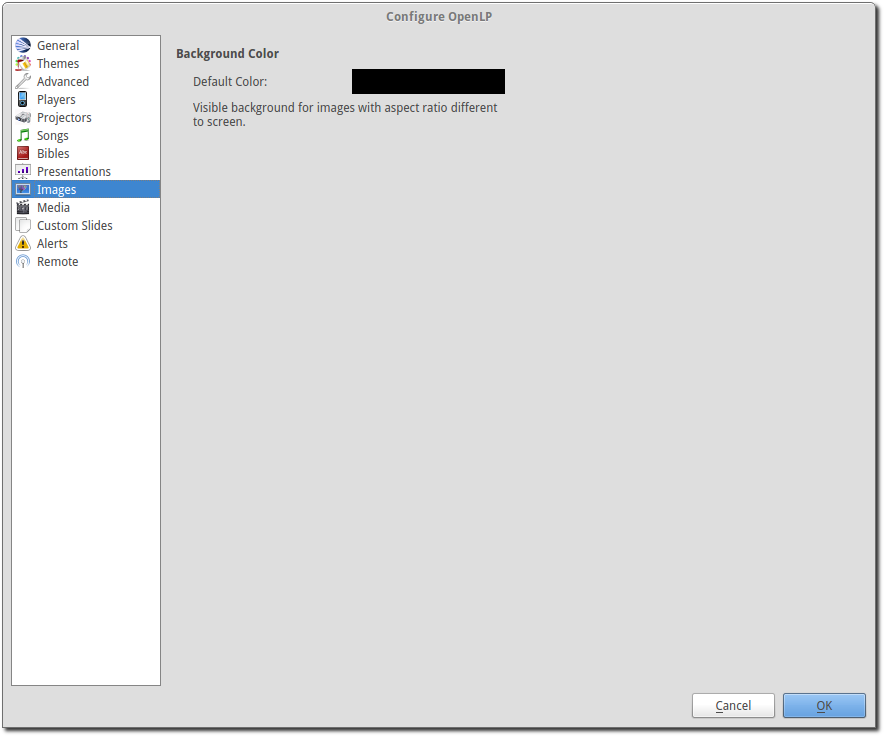 Configure OpenLP
General
Themes
Advanced
Players
Projectors
Songs
Bibles
Presentations
Images
Media
Custom Slides
Alerts
Remote
Background Color
Default Color:
Visible background for images with aspect ratio different
to screen.
Cancel
OK